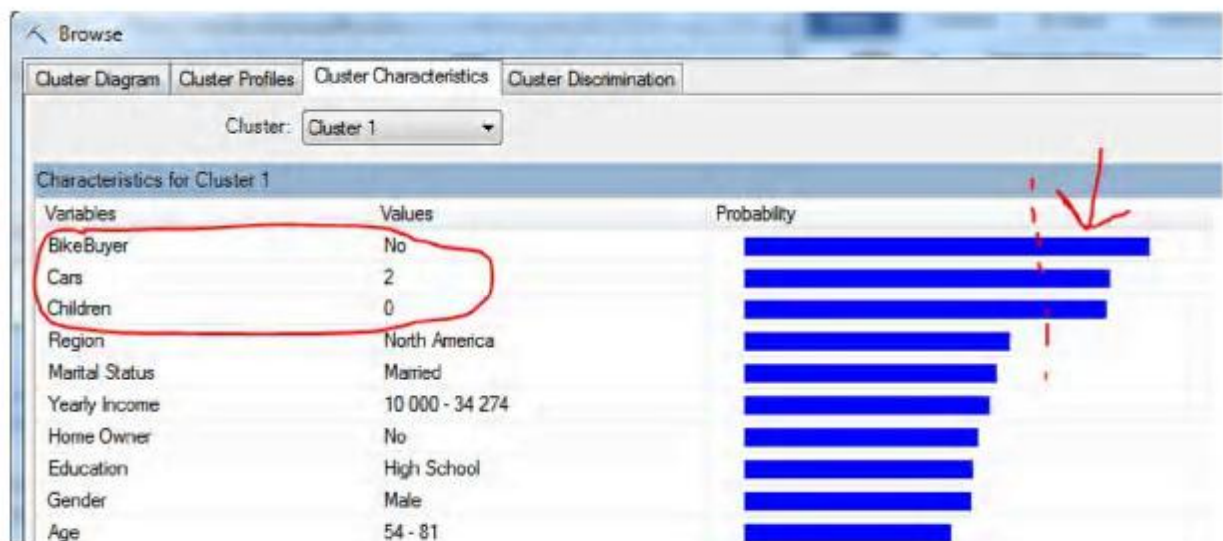 Browse
Cluster Diagram Cluster Profiles Cluster Characteristics Cluster Discrimination
Cluster: Cluster 1
Characteristics for Cluster 1
Variables Values Probability
BikeBuyer No
Cars 2
Children 0
Region North America
Marital Status Married
Yearly Income 10 000 - 34 274
Home Owner No
Education High School
Gender Male
Age 54 - 81